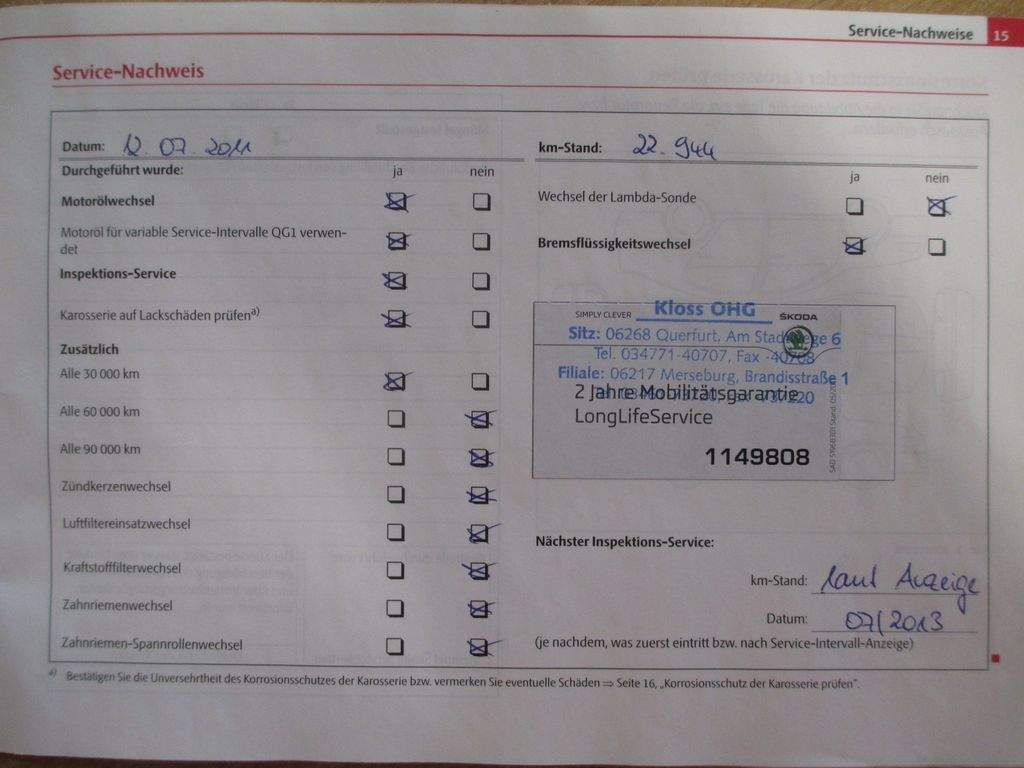 Service-Nachweise 15
Service-Nachweis
Datum: 12.07.2011
Durchgeführt wurde: ja nein
Motorölwechsel
Motoröl für variable Service-Intervalle QG1 verwen-
det
Inspektions-Service
Karosserie auf Lackschäden prüfen a)
Zusätzlich
Alle 30 000 km
Alle 60 000 km
Alle 90 000 km
Zündkerzenwechsel
Luftfiltereinsatzwechsel
Kraftstofffilterwechsel
Zahnriemenwechsel
Zahnriemen-Spannrollenwechsel
km-Stand: 22.944
ja nein
Wechsel der Lambda-Sonde
Bremsflüssigkeitswechsel
SIMPLY CLEVER Kloss OHG ŠKODA
Sitz: 06268 Querfurt, Am 6
Tel. 034771-40707, Fax -40708
Filiale: 06217 Merseburg, Brandisstraße 1
2 Jahre Mobilitätsgarantie
LongLifeService
1149808
Nächster Inspektions-Service:
km-Stand: laut Anzeige
Datum: 07/2013
(je nachdem, was zuerst eintritt bzw. nach Service-Intervall-Anzeige)
a) Bestätigen Sie die Unversehrtheit des Korrosionsschutzes der Karosserie bzw. vermerken Sie eventuelle Schäden ⇒ Seite 16, „Korrosionsschutz der Karosserie prüfen".